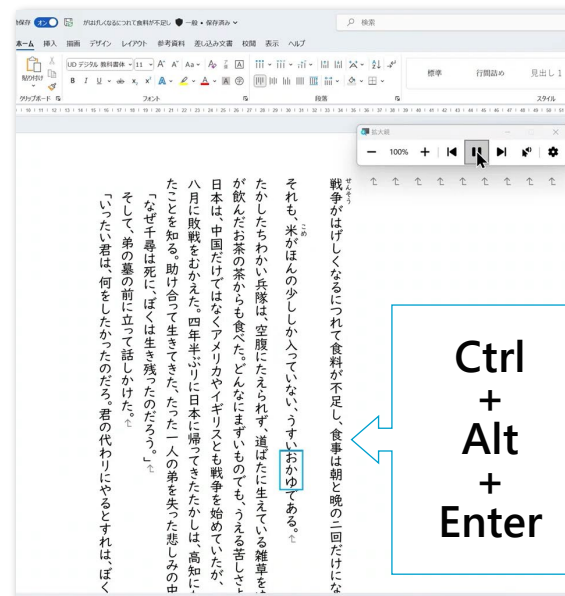 保存 オン がはげしくなるにつれて食料が不足し 一般 • 保存済み
検索
ホーム 挿入 描画 デザイン レイアウト 参考資料 差し込み文書 校閲 表示 ヘルプ
貼り付け
UD デジタル 教科書体 11 A A Aa
B I U ab x x A A A
標準 行間詰め 見出し 1
クリップボード フォント 段落 スタイル
拡大鏡
100%
戦争がはげしくなるにつれて食料が不足し、食事は朝と晩の二回だけにな
せんそう
それも、米がほんの少ししか入っていない、うすいおかゆである。
こめ
たかしたちわかい兵隊は、空腹にたえられず、道ばたに生えている雑草を
が飲んだお茶の茶からも食べた。どんなにまずいものでも、うえる苦しさよ
日本は、中国だけではなくアメリカやイギリスとも戦争を始めていたが、
八月に敗戦をむかえた。四年半ぶりに日本に帰ってきたたかしは、高知に
たことを知る。助け合って生きてきた、たった一人の弟を失った悲しみの中
「なぜ千尋は死に、ぼくは生き残ったのだろう。」
そして、弟の墓の前に立って話しかけた。
「いったい君は、何をしたかったのだろ。君の代わりにやるとすれは、ぼく
Ctrl
+
Alt
+
Enter